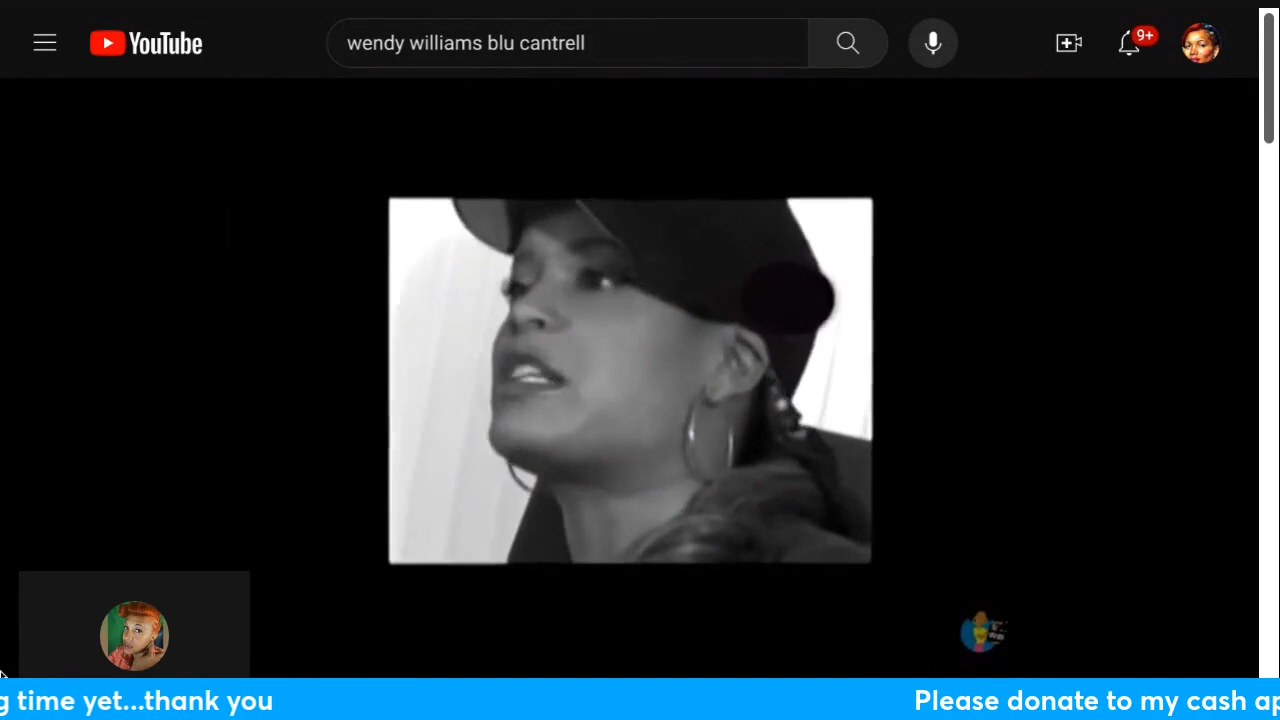 YouTube
wendy williams blu cantrell
9+
g time yet...thank you
Please donate to my cash ap